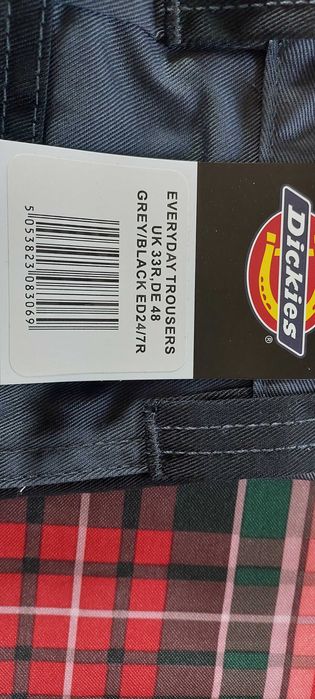 Dickies
®
EVERYDAY TROUSERS
UK 33R, DE 48
GREY/BLACK ED24/7R
5 053823 083069